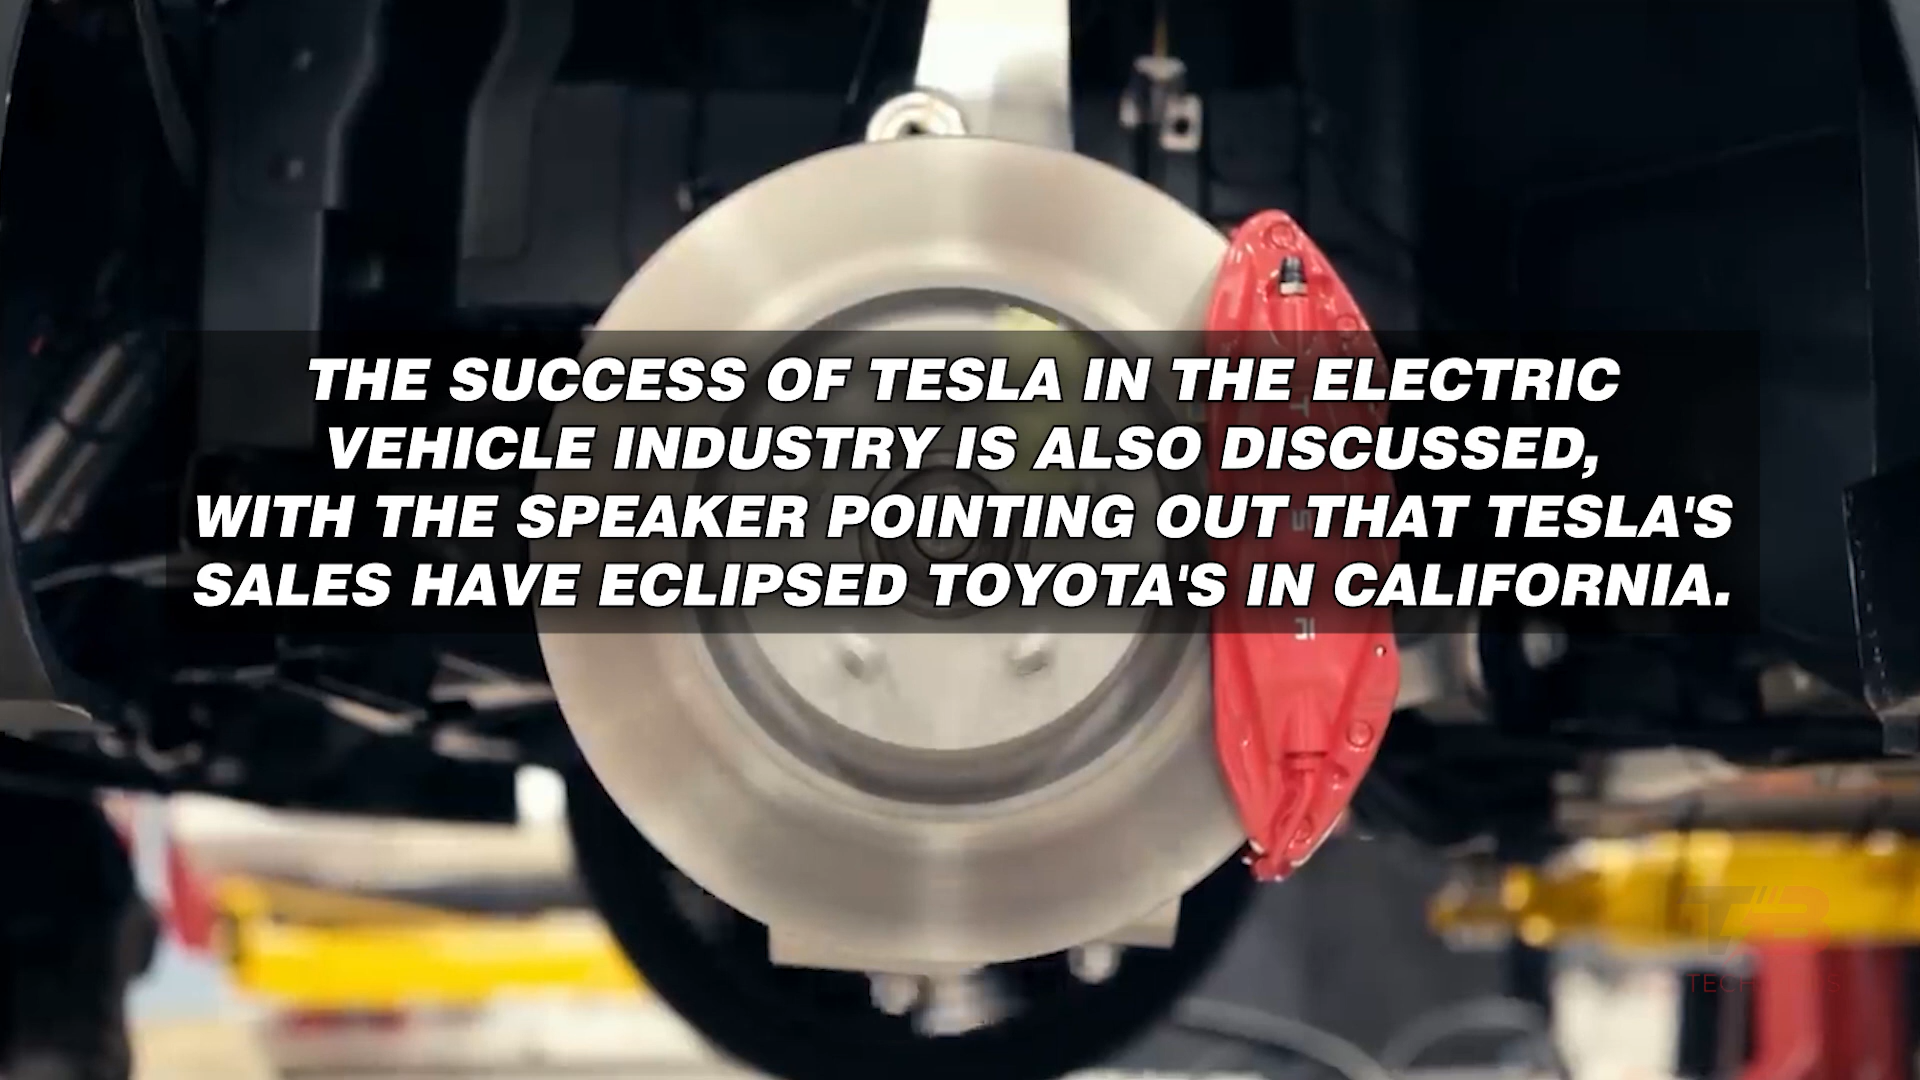 THE SUCCESS OF TESLA IN THE ELECTRIC
VEHICLE INDUSTRY IS ALSO DISCUSSED,
WITH THE SPEAKER POINTING OUT THAT TESLA'S
SALES HAVE ECLIPSED TOYOTA'S IN CALIFORNIA.